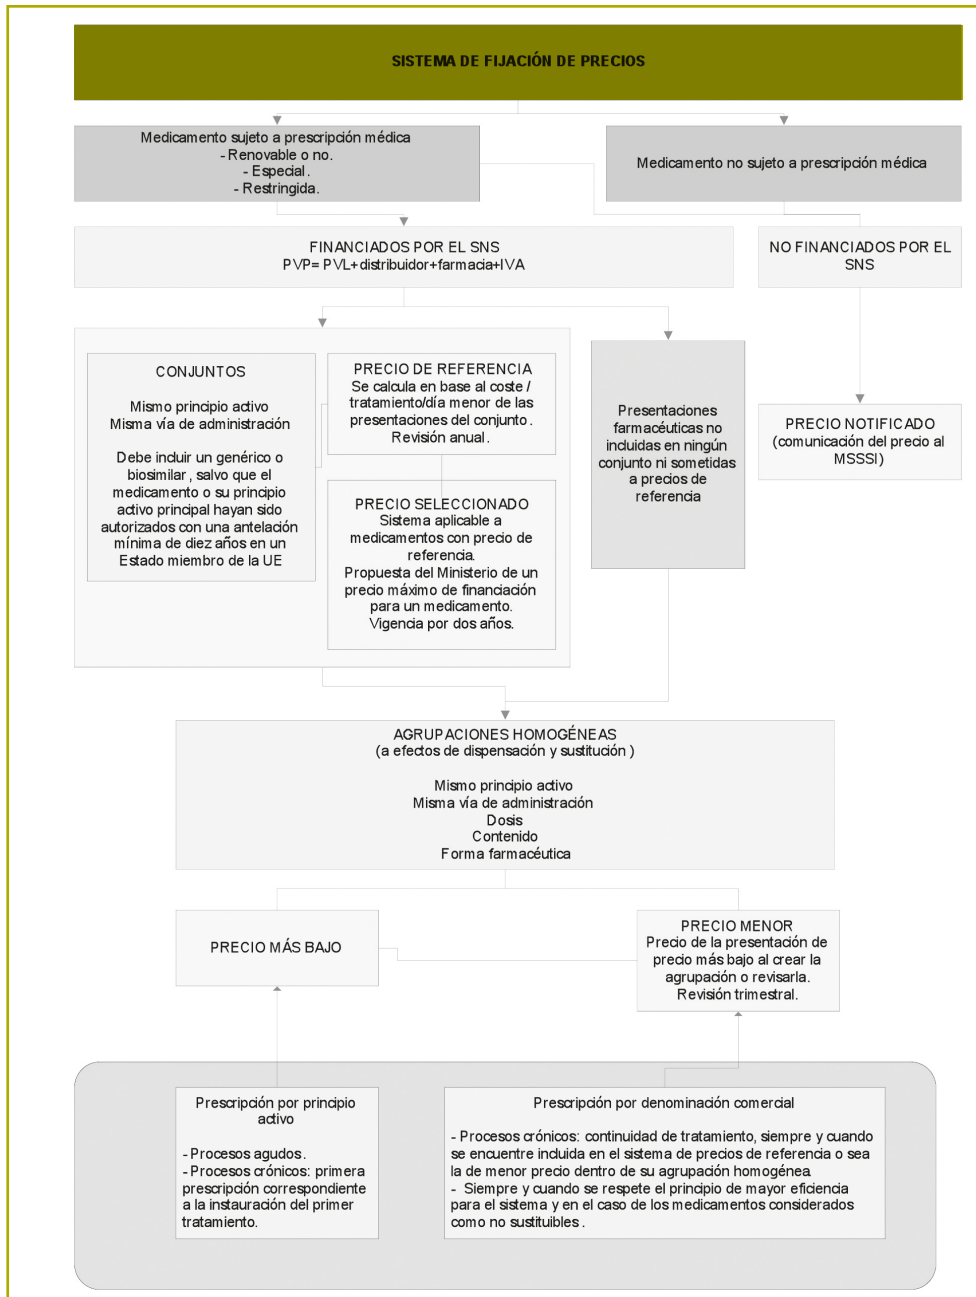 SISTEMA DE FIJACIÓN DE PRECIOS
Medicamento sujeto a prescripción médica
- Renovable o no.
- Especial.
- Restringida.
Medicamento no sujeto a prescripción médica
FINANCIADOS POR EL SNS
PVP= PVL+distribuidor+farmacia+IVA
NO FINANCIADOS POR EL
SNS
CONJUNTOS
Mismo principio activo
Misma vía de administración
Debe incluir un genérico o
biosimilar, salvo que el
medicamento o su principio
activo principal hayan sido
autorizados con una antelación
mínima de diez años en un
Estado miembro de la UE
PRECIO DE REFERENCIA
Se calcula en base al coste /
tratamiento/día menor de las
presentaciones del conjunto.
Revisión anual.
PRECIO SELECCIONADO
Sistema aplicable a
medicamentos con precio de
referencia.
Propuesta del Ministerio de un
precio máximo de financiación
para un medicamento.
Vigencia por dos años.
Presentaciones
farmacéuticas no
incluidas en ningún
conjunto ni sometidas
a precios de
referencia
PRECIO NOTIFICADO
(comunicación del precio al
MSSSI)
AGRUPACIONES HOMOGÉNEAS
(a efectos de dispensación y sustitución )
Mismo principio activo
Misma vía de administración
Dosis
Contenido
Forma farmacéutica
PRECIO MÁS BAJO
PRECIO MENOR
Precio de la presentación de
precio más bajo al crear la
agrupación o revisarla.
Revisión trimestral.
Prescripción por principio
activo
- Procesos agudos.
- Procesos crónicos: primera
prescripción correspondiente
a la instauración del primer
tratamiento.
Prescripción por denominación comercial
- Procesos crónicos: continuidad de tratamiento, siempre y cuando
se encuentre incluida en el sistema de precios de referencia o sea
la de menor precio dentro de su agrupación homogénea.
- Siempre y cuando se respete el principio de mayor eficiencia
para el sistema y en el caso de los medicamentos considerados
como no sustituibles .